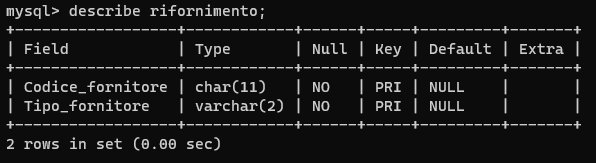 mysql> describe rifornimento;
+------------------+------------+------+-----+---------+-------+
| Field            | Type       | Null | Key | Default | Extra |
+------------------+------------+------+-----+---------+-------+
| Codice_fornitore | char(11)   | NO   | PRI | NULL    |       |
| Tipo_fornitore   | varchar(2) | NO   | PRI | NULL    |       |
+------------------+------------+------+-----+---------+-------+
2 rows in set (0.00 sec)